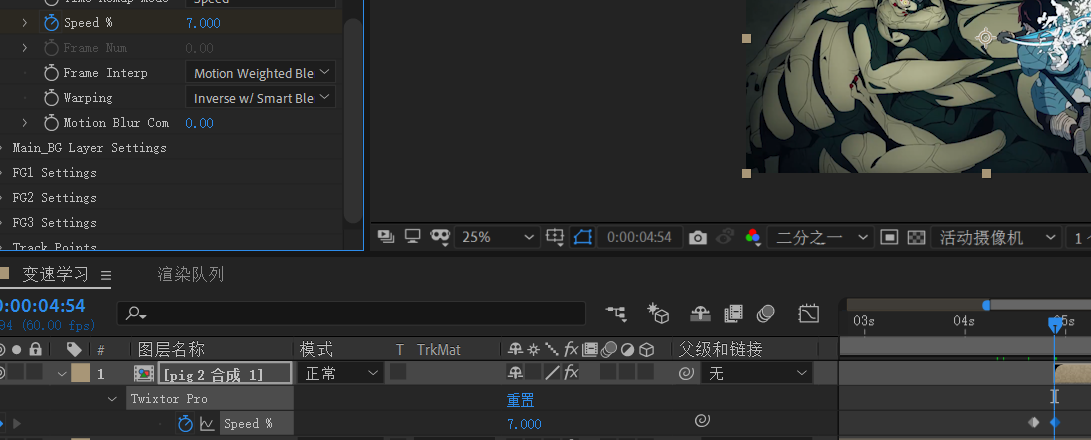 Time Remap Mode Speed
Speed % 7.000
Frame Num 0.00
Frame Interp Motion Weighted Ble
Warping Inverse w/ Smart Ble
Motion Blur Com 0.00
Main_BG Layer Settings
FG1 Settings
FG2 Settings
FG3 Settings
Track Points
25% 0:00:04:54 二分之一 活动摄像机 1
变速学习 渲染队列
0:00:04:54
94 (60.00 fps)
03s 04s 05s
# 图层名称 模式 T TrkMat fx 父级和链接
1 [pig2 合成 1] 正常 fx 无
Twixtor Pro 重置
Speed % 7.000